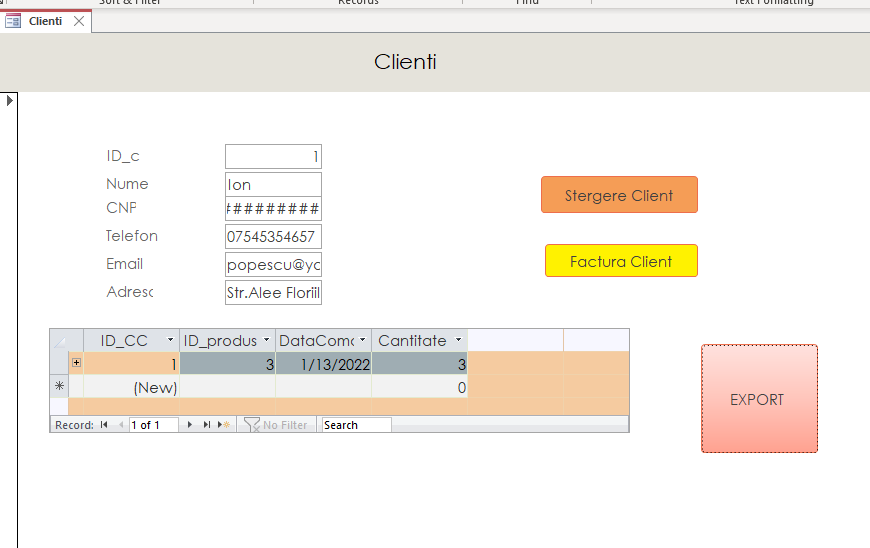 Sort & Filter Records Find Text Formatting
Clienti
Clienti
ID_c 1
Nume Ion
CNF #########
Telefon 07545354657
Email popescu@yc
Adresc Str.Alee Floriil
Stergere Client
Factura Client
ID_CC ID_produs DataComc Cantitate
1 3 1/13/2022 3
(New) 0
Record: 1 of 1 No Filter Search
EXPORT